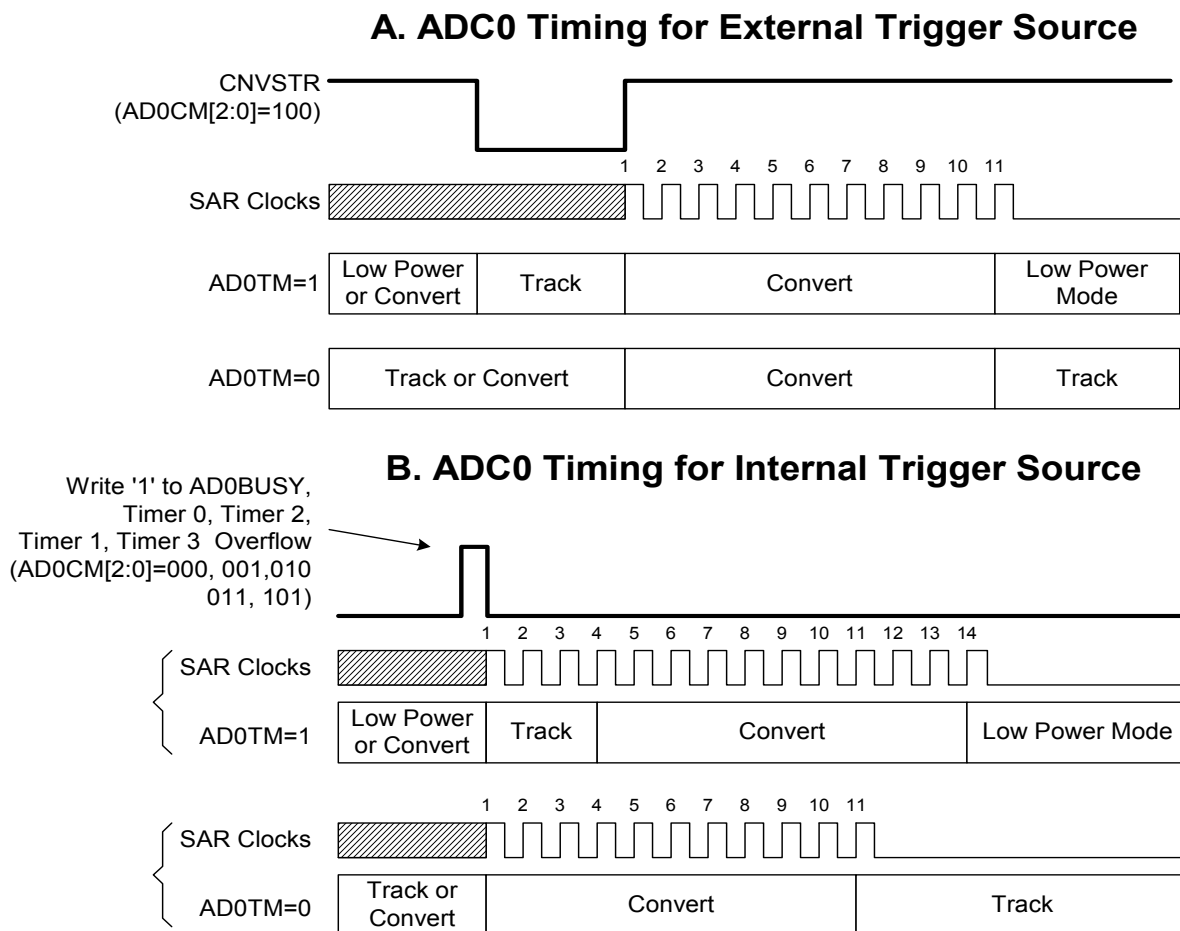 A. ADC0 Timing for External Trigger Source
CNVSTR
(AD0CM[2:0]=100)
1 2 3 4 5 6 7 8 9 10 11
SAR Clocks
AD0TM=1
Low Power
or Convert
Track
Convert
Low Power
Mode
AD0TM=0
Track or Convert
Convert
Track
B. ADC0 Timing for Internal Trigger Source
Write '1' to AD0BUSY,
Timer 0, Timer 2,
Timer 1, Timer 3 Overflow
(AD0CM[2:0]=000, 001,010
011, 101)
1 2 3 4 5 6 7 8 9 10 11 12 13 14
SAR Clocks
AD0TM=1
Low Power
or Convert
Track
Convert
Low Power Mode
1 2 3 4 5 6 7 8 9 10 11
SAR Clocks
AD0TM=0
Track or
Convert
Convert
Track